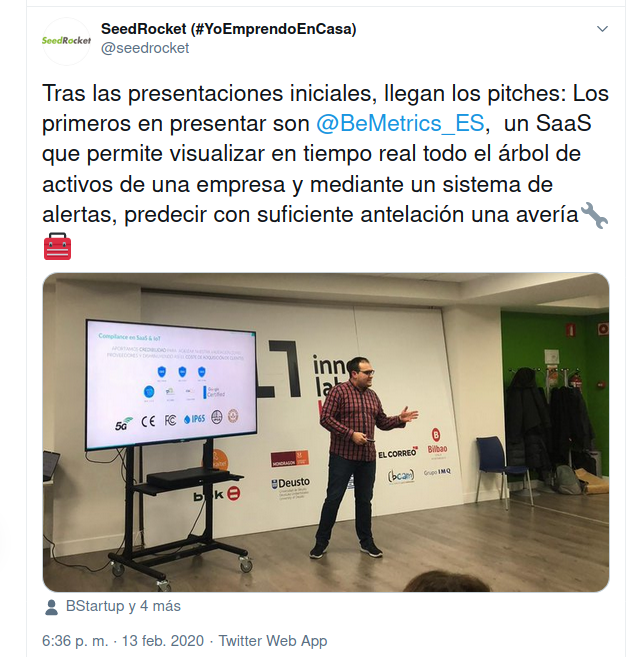 SeedRocket (#YoEmprendoEnCasa)
SeedRocket
@seedrocket
Tras las presentaciones iniciales, llegan los pitches: Los
primeros en presentar son @BeMetrics_ES, un SaaS
que permite visualizar en tiempo real todo el árbol de
activos de una empresa y mediante un sistema de
alertas, predecir con suficiente antelación una avería
Compliance en SaaS & IoT
5G CE FC IP65
inno
lab
EL CORREO
Bilbao
MONDRAGON
Deusto
bcam
Grupo IMQ
bbk
BStartup y 4 más
6:36 p. m. · 13 feb. 2020 · Twitter Web App